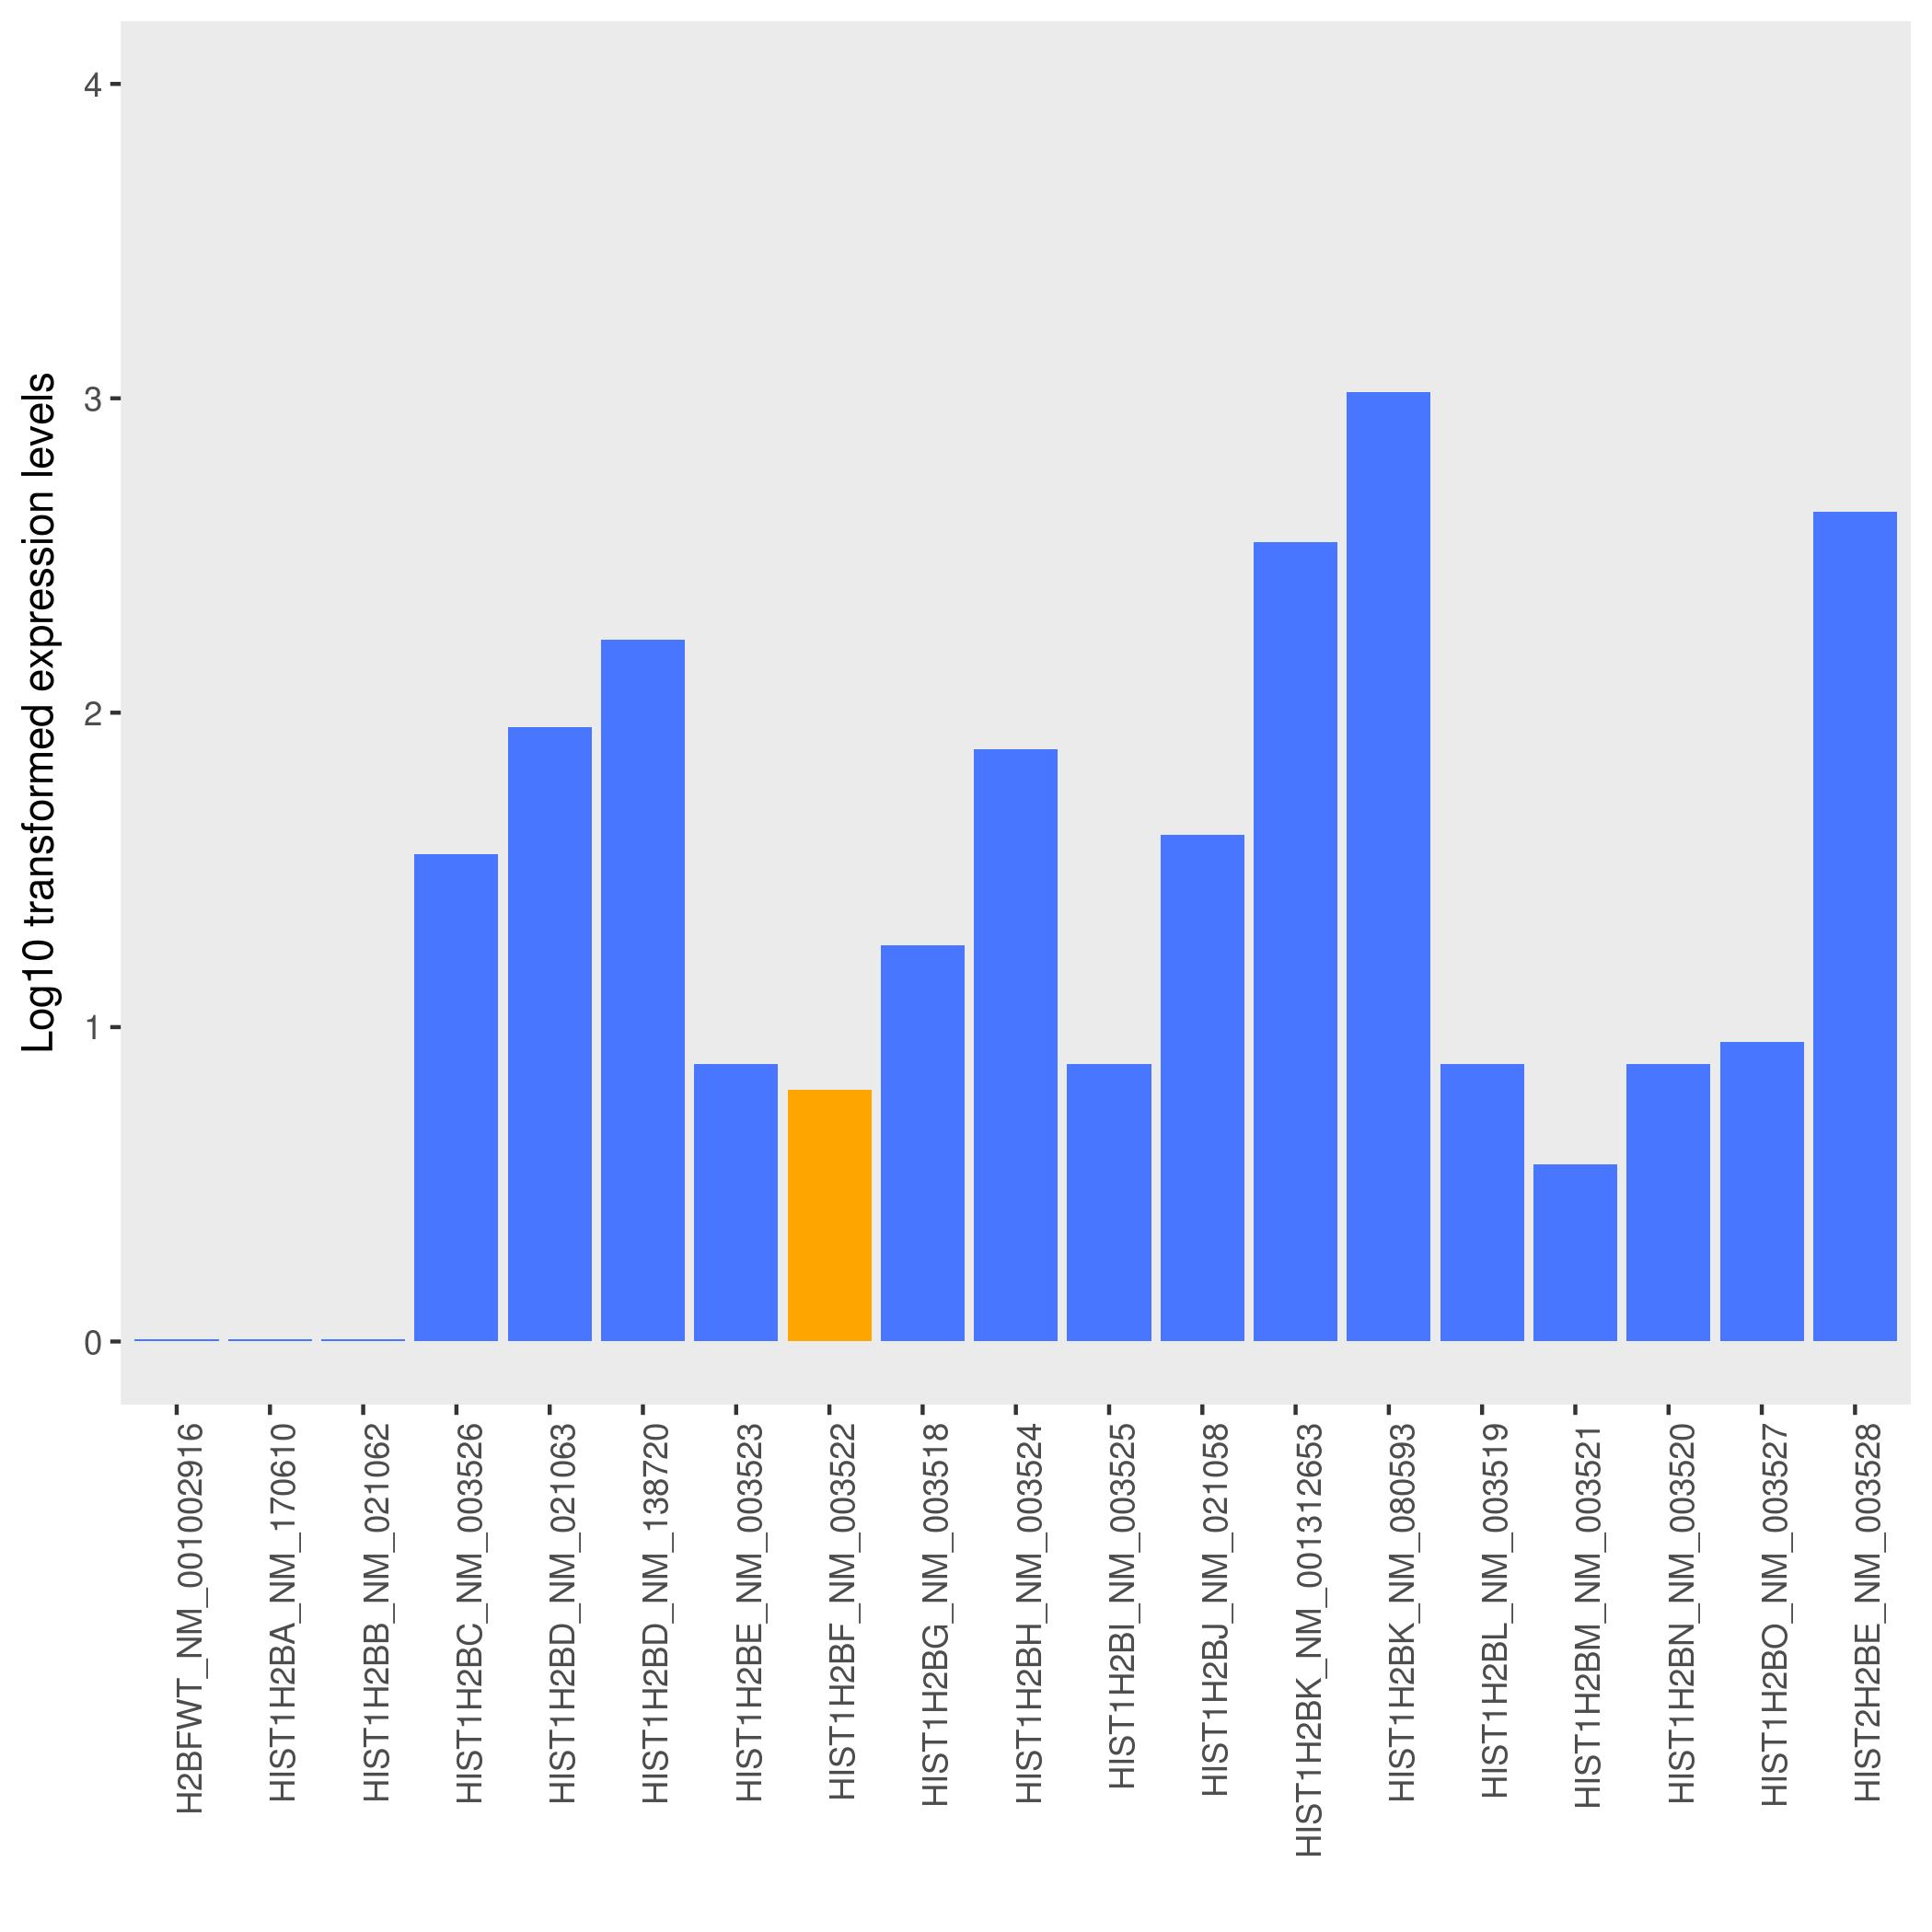 Log10 transformed expression levels
4
3
2
1
0
H2BFWT_NM_001002916
HIST1H2BA_NM_170610
HIST1H2BB_NM_021062
HIST1H2BC_NM_003526
HIST1H2BD_NM_021063
HIST1H2BD_NM_138720
HIST1H2BE_NM_003523
HIST1H2BF_NM_003522
HIST1H2BG_NM_003518
HIST1H2BH_NM_003524
HIST1H2BI_NM_003525
HIST1H2BJ_NM_021058
HIST1H2BK_NM_001312653
HIST1H2BK_NM_080593
HIST1H2BL_NM_003519
HIST1H2BM_NM_003521
HIST1H2BN_NM_003520
HIST1H2BO_NM_003527
HIST2H2BE_NM_003528